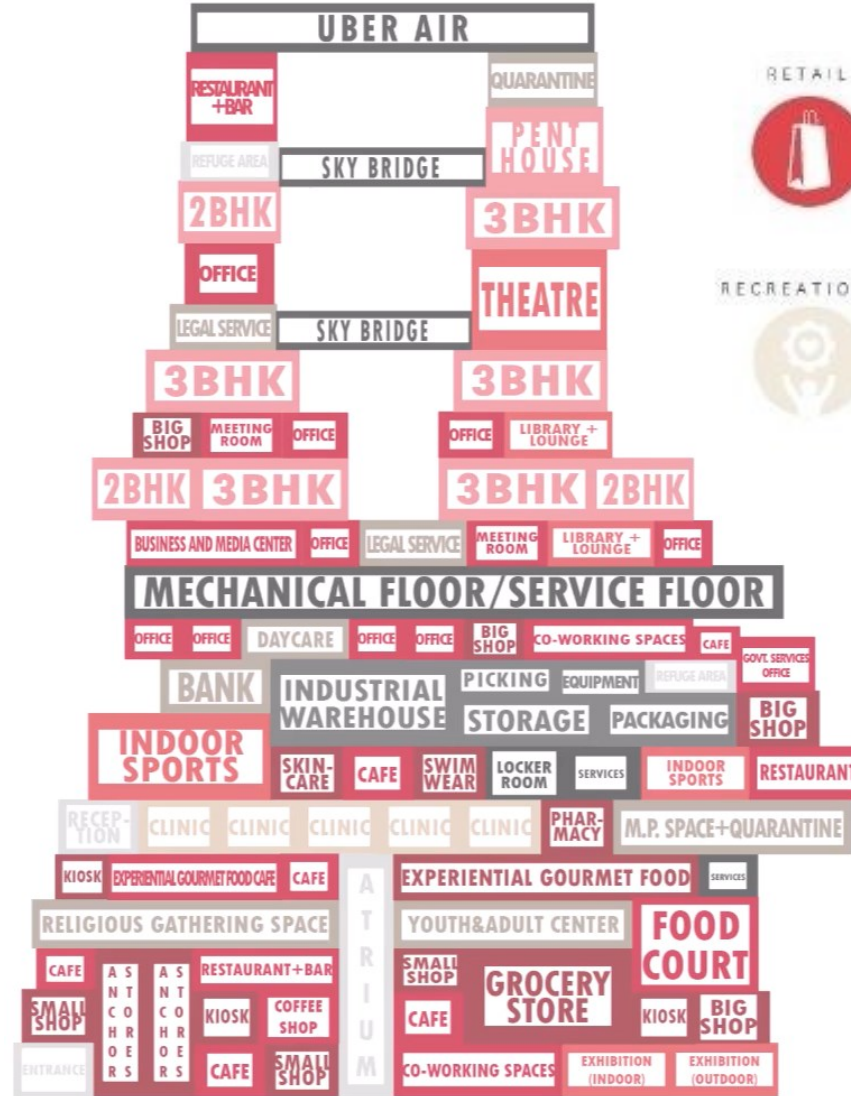 UBER AIR
RESTAURANT
+BAR
QUARANTINE
RETAIL
PENT
HOUSE
REFUGE AREA
SKY BRIDGE
2BHK
3BHK
OFFICE
THEATRE
RECREATIO
LEGAL SERVICE
SKY BRIDGE
3BHK
3BHK
BIG
SHOP
MEETING
ROOM
OFFICE
OFFICE
LIBRARY +
LOUNGE
2BHK
3BHK
3BHK
2BHK
BUSINESS AND MEDIA CENTER
OFFICE
LEGAL SERVICE
MEETING
ROOM
LIBRARY +
LOUNGE
OFFICE
MECHANICAL FLOOR/SERVICE FLOOR
OFFICE
OFFICE
DAYCARE
OFFICE
OFFICE
BIG
SHOP
CO-WORKING SPACES
CAFE
GOVT. SERVICES
OFFICE
BANK
INDUSTRIAL
WAREHOUSE
PICKING
EQUIPMENT
REFUGE AREA
STORAGE
PACKAGING
BIG
SHOP
INDOOR
SPORTS
SKIN-
CARE
CAFE
SWIM
WEAR
LOCKER
ROOM
SERVICES
INDOOR
SPORTS
RESTAURANT
RECEP-
TION
CLINIC
CLINIC
CLINIC
CLINIC
CLINIC
PHAR-
MACY
M.P. SPACE+QUARANTINE
KIOSK
EXPERIENTIAL GOURMET FOOD CAFE
CAFE
ATRIUM
EXPERIENTIAL GOURMET FOOD
SERVICES
RELIGIOUS GATHERING SPACE
YOUTH&ADULT CENTER
FOOD
COURT
CAFE
ANCHOR
STORES
ANCHOR
STORES
RESTAURANT+BAR
SMALL
SHOP
GROCERY
STORE
SMALL
SHOP
KIOSK
COFFEE
SHOP
CAFE
KIOSK
BIG
SHOP
ENTRANCE
CAFE
SMALL
SHOP
CO-WORKING SPACES
EXHIBITION
(INDOOR)
EXHIBITION
(OUTDOOR)